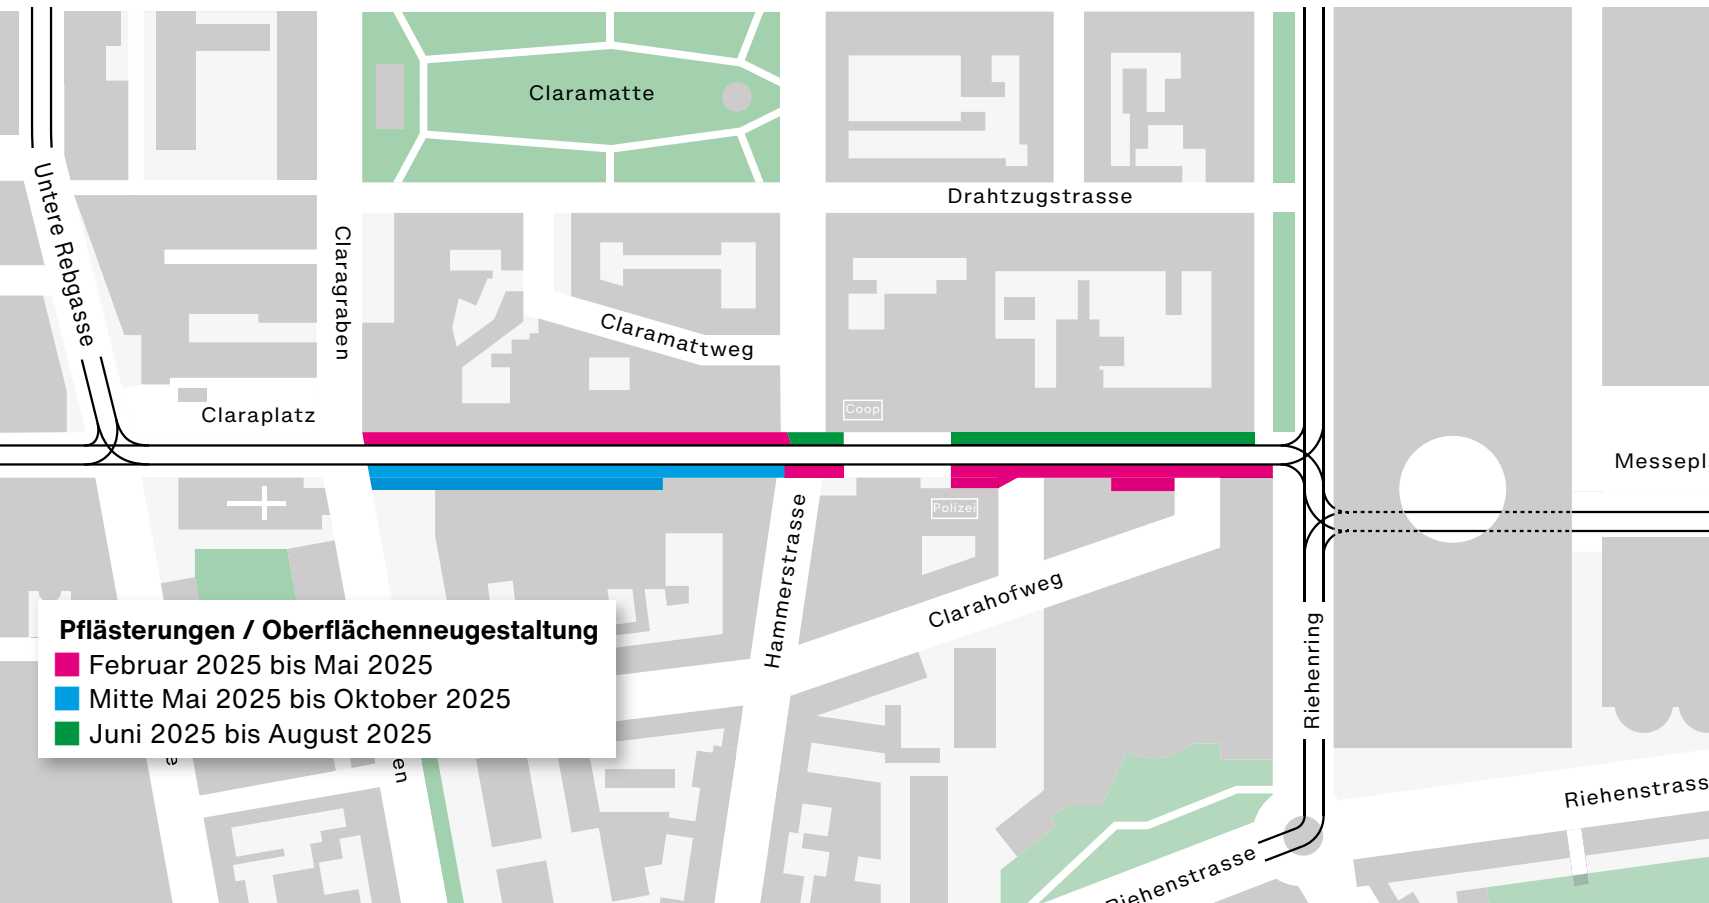 Claramatte
Drahtzugstrasse
Untere Rebgasse
Claragraben
Claramattweg
Coop
Claraplatz
Messepl
Polizei
Hammerstrasse
Clarahofweg
Riehenring
Pflästerungen / Oberflächenneugestaltung
Februar 2025 bis Mai 2025
Mitte Mai 2025 bis Oktober 2025
Juni 2025 bis August 2025
e
en
Riehenstrass
Riehenstrasse